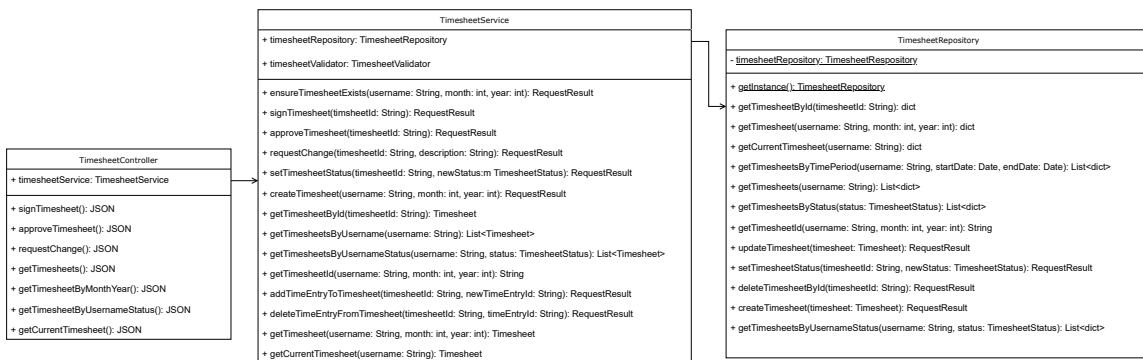 TimesheetController
+ timesheetService: TimesheetService
+ signTimesheet(): JSON
+ approveTimesheet(): JSON
+ requestChange(): JSON
+ getTimesheets(): JSON
+ getTimesheetByMonthYear(): JSON
+ getTimesheetByUsernameStatus(): JSON
+ getCurrentTimesheet(): JSON
TimesheetService
+ timesheetRepository: TimesheetRepository
+ timesheetValidator: TimesheetValidator
+ ensureTimesheetExists(username: String, month: int, year: int): RequestResult
+ signTimesheet(timsheetId: String): RequestResult
+ approveTimesheet(timesheetId: String): RequestResult
+ requestChange(timesheetId: String, description: String): RequestResult
+ setTimesheetStatus(timesheetId: String, newStatus:m TimesheetStatus): RequestResult
+ createTimesheet(username: String, month: int, year: int): RequestResult
+ getTimesheetById(timesheetId: String): Timesheet
+ getTimesheetsByUsername(username: String): List<Timesheet>
+ getTimesheetsByUsernameStatus(username: String, status: TimesheetStatus): List<Timesheet>
+ getTimesheetId(username: String, month: int, year: int): String
+ addTimeEntryToTimesheet(timesheetId: String, newTimeEntryId: String): RequestResult
+ deleteTimeEntryFromTimesheet(timesheetId: String, timeEntryId: String): RequestResult
+ getTimesheet(username: String, month: int, year: int): Timesheet
+ getCurrentTimesheet(username: String): Timesheet
TimesheetRepository
- timesheetRepository: TimesheetRespository
+ getInstance(): TimesheetRepository
+ getTimesheetById(timesheetId: String): dict
+ getTimesheet(username: String, month: int, year: int): dict
+ getCurrentTimesheet(username: String): dict
+ getTimesheetsByTimePeriod(username: String, startDate: Date, endDate: Date): List<dict>
+ getTimesheets(username: String): List<dict>
+ getTimesheetsByStatus(status: TimesheetStatus): List<dict>
+ getTimesheetId(username: String, month: int, year: int): String
+ updateTimesheet(timesheet: Timesheet): RequestResult
+ setTimesheetStatus(timesheetId: String, newStatus: TimesheetStatus): RequestResult
+ deleteTimesheetById(timesheetId: String): RequestResult
+ createTimesheet(timesheet: Timesheet): RequestResult
+ getTimesheetsByUsernameStatus(username: String, status: TimesheetStatus): List<dict>